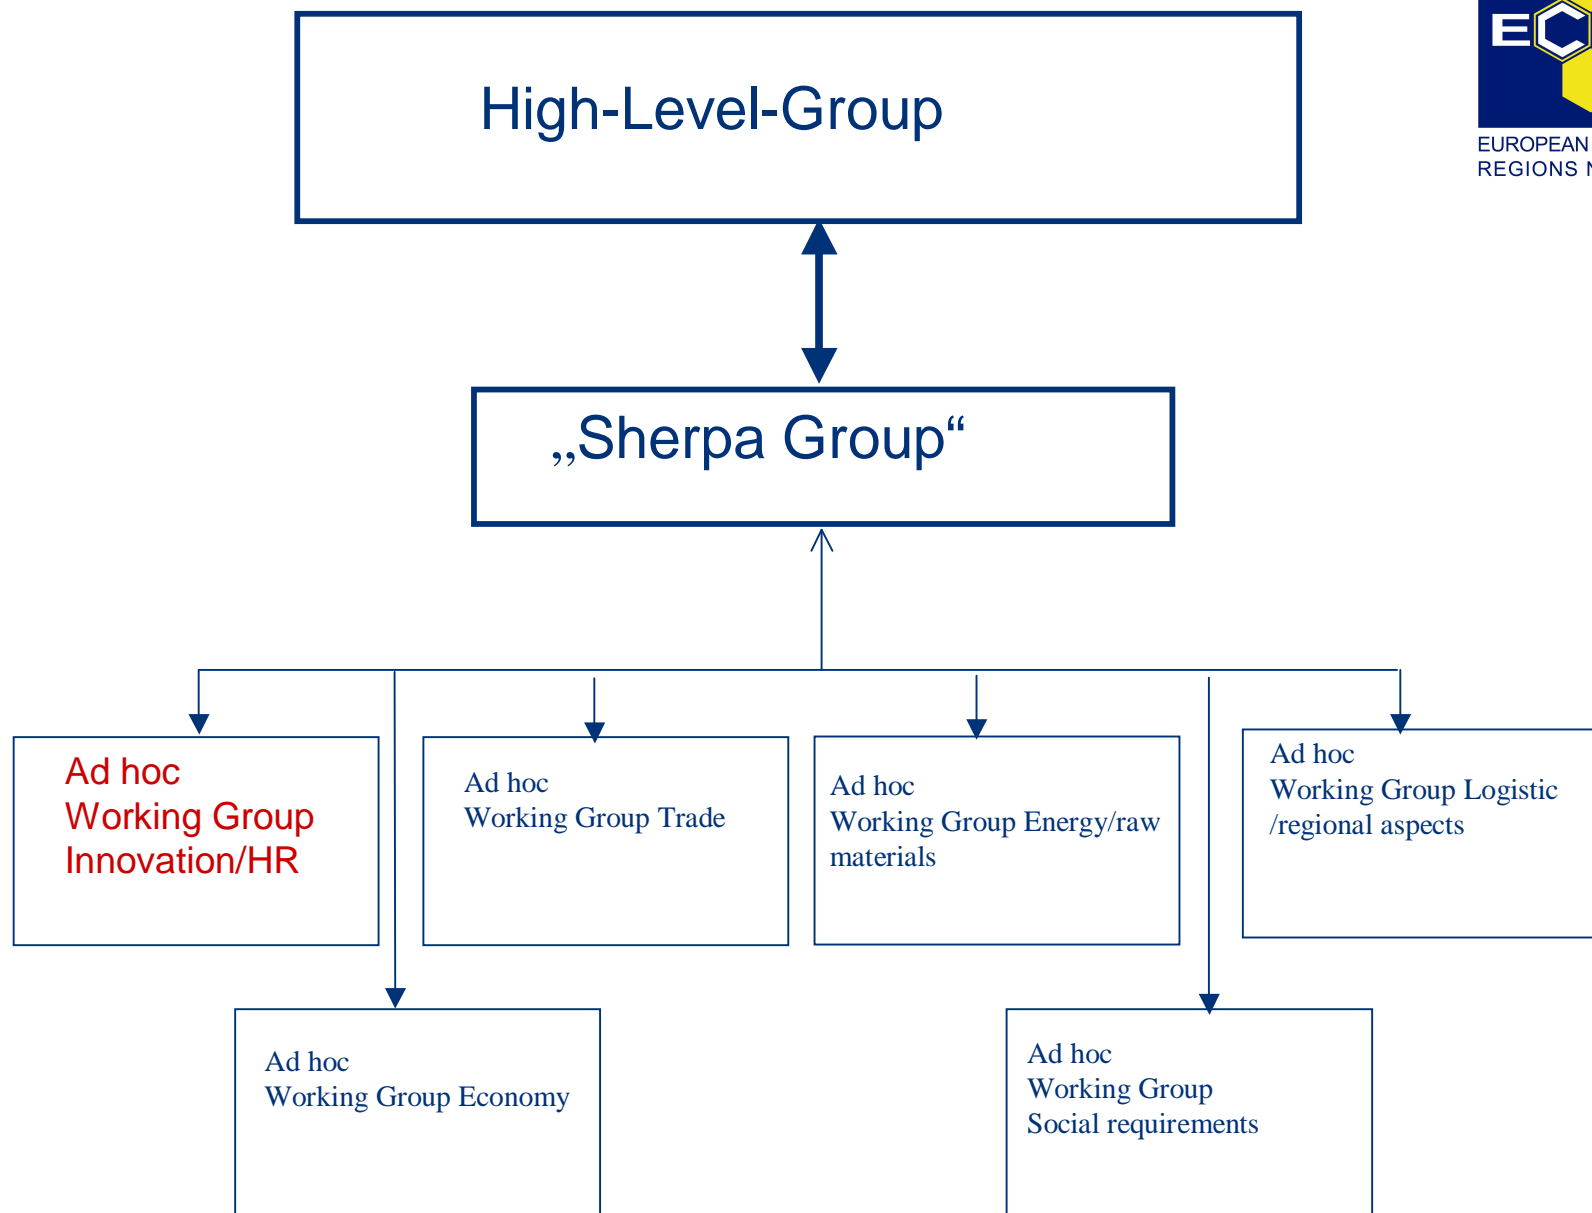 High-Level-Group
EC
EUROPEAN
REGIONS
„Sherpa Group“
Ad hoc
Working Group
Innovation/HR
Ad hoc
Working Group Trade
Ad hoc
Working Group Energy/raw
materials
Ad hoc
Working Group Logistic
/regional aspects
Ad hoc
Working Group Economy
Ad hoc
Working Group
Social requirements